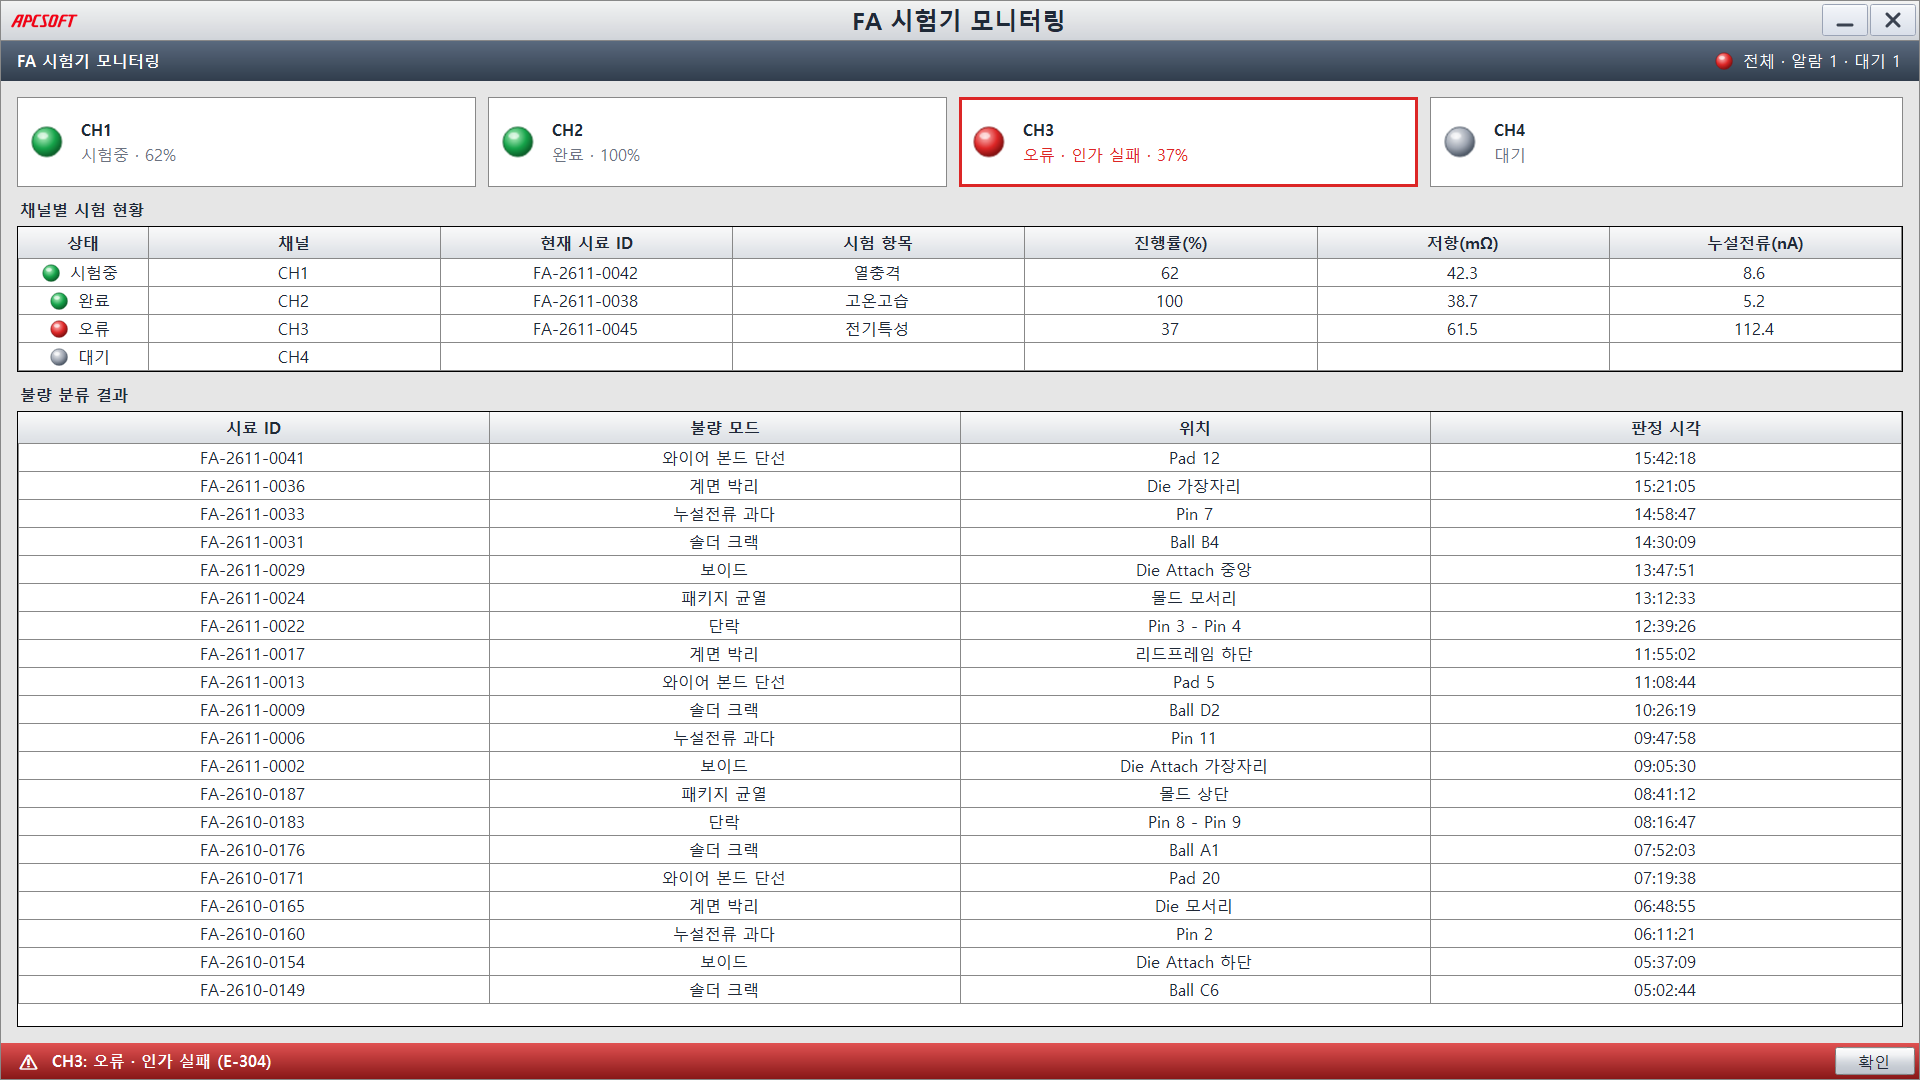 APCSOFT
FA 시험기 모니터링
FA 시험기 모니터링
전체 · 알람 1 · 대기 1
CH1
시험중 · 62%
CH2
완료 · 100%
CH3
오류 · 인가 실패 · 37%
CH4
대기
채널별 시험 현황
상태 채널 현재 시료 ID 시험 항목 진행률(%) 저항(mΩ) 누설전류(nA)
시험중 CH1 FA-2611-0042 열충격 62 42.3 8.6
완료 CH2 FA-2611-0038 고온고습 100 38.7 5.2
오류 CH3 FA-2611-0045 전기특성 37 61.5 112.4
대기 CH4
불량 분류 결과
시료 ID 불량 모드 위치 판정 시각
FA-2611-0041 와이어 본드 단선 Pad 12 15:42:18
FA-2611-0036 계면 박리 Die 가장자리 15:21:05
FA-2611-0033 누설전류 과다 Pin 7 14:58:47
FA-2611-0031 솔더 크랙 Ball B4 14:30:09
FA-2611-0029 보이드 Die Attach 중앙 13:47:51
FA-2611-0024 패키지 균열 몰드 모서리 13:12:33
FA-2611-0022 단락 Pin 3 - Pin 4 12:39:26
FA-2611-0017 계면 박리 리드프레임 하단 11:55:02
FA-2611-0013 와이어 본드 단선 Pad 5 11:08:44
FA-2611-0009 솔더 크랙 Ball D2 10:26:19
FA-2611-0006 누설전류 과다 Pin 11 09:47:58
FA-2611-0002 보이드 Die Attach 가장자리 09:05:30
FA-2610-0187 패키지 균열 몰드 상단 08:41:12
FA-2610-0183 단락 Pin 8 - Pin 9 08:16:47
FA-2610-0176 솔더 크랙 Ball A1 07:52:03
FA-2610-0171 와이어 본드 단선 Pad 20 07:19:38
FA-2610-0165 계면 박리 Die 모서리 06:48:55
FA-2610-0160 누설전류 과다 Pin 2 06:11:21
FA-2610-0154 보이드 Die Attach 하단 05:37:09
FA-2610-0149 솔더 크랙 Ball C6 05:02:44
CH3: 오류 · 인가 실패 (E-304)
확인